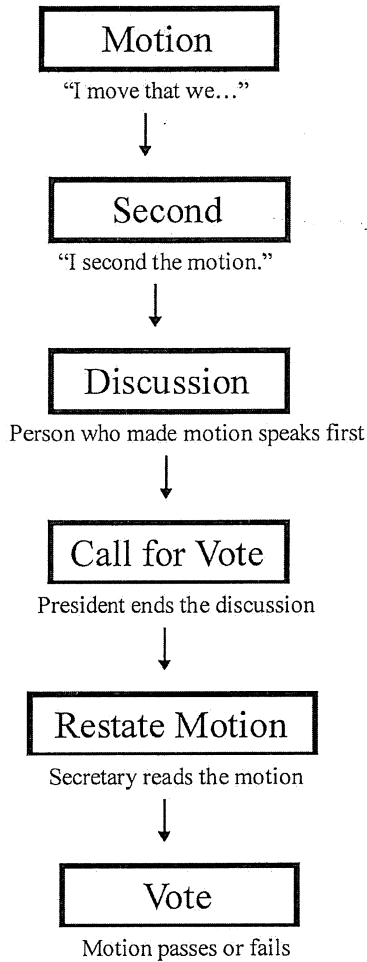 Motion
“I move that we...”
Second
“I second the motion.”
Discussion
Person who made motion speaks first
Call for Vote
President ends the discussion
Restate Motion
Secretary reads the motion
Vote
Motion passes or fails